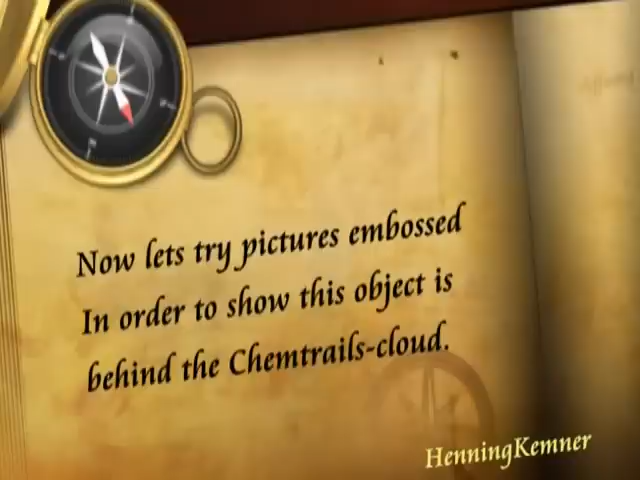 Now lets try pictures embossed
In order to show this object is
behind the Chemtrails-cloud.
HenningKemner